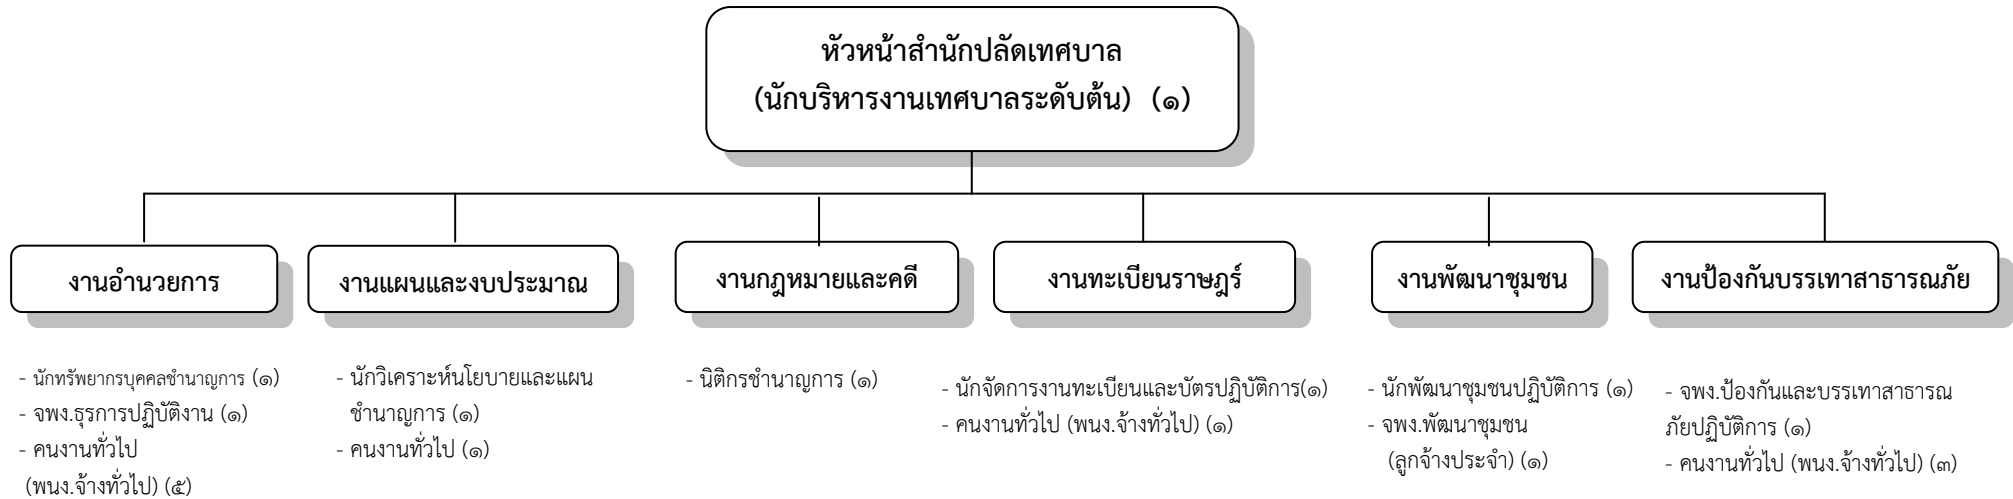 หัวหน้าสำนักปลัดเทศบาล
(นักบริหารงานเทศบาลระดับต้น) (๑)
งานอำนวยการ
งานแผนและงบประมาณ
งานกฎหมายและคดี
งานทะเบียนราษฎร์
งานพัฒนาชุมชน
งานป้องกันบรรเทาสาธารณภัย
- นักทรัพยากรบุคคลชำนาญการ (๑)
- จพง.ธุรการปฏิบัติงาน (๑)
- คนงานทั่วไป
(พนง.จ้างทั่วไป) (๕)
- นักวิเคราะห์นโยบายและแผน
ชำนาญการ (๑)
- คนงานทั่วไป (๑)
- นิติกรชำนาญการ (๑)
- นักจัดการงานทะเบียนและบัตรปฏิบัติการ(๑)
- คนงานทั่วไป (พนง.จ้างทั่วไป) (๑)
- นักพัฒนาชุมชนปฏิบัติการ (๑)
- จพง.พัฒนาชุมชน
(ลูกจ้างประจำ) (๑)
- จพง.ป้องกันและบรรเทาสาธารณ
ภัยปฏิบัติการ (๑)
- คนงานทั่วไป (พนง.จ้างทั่วไป) (๓)